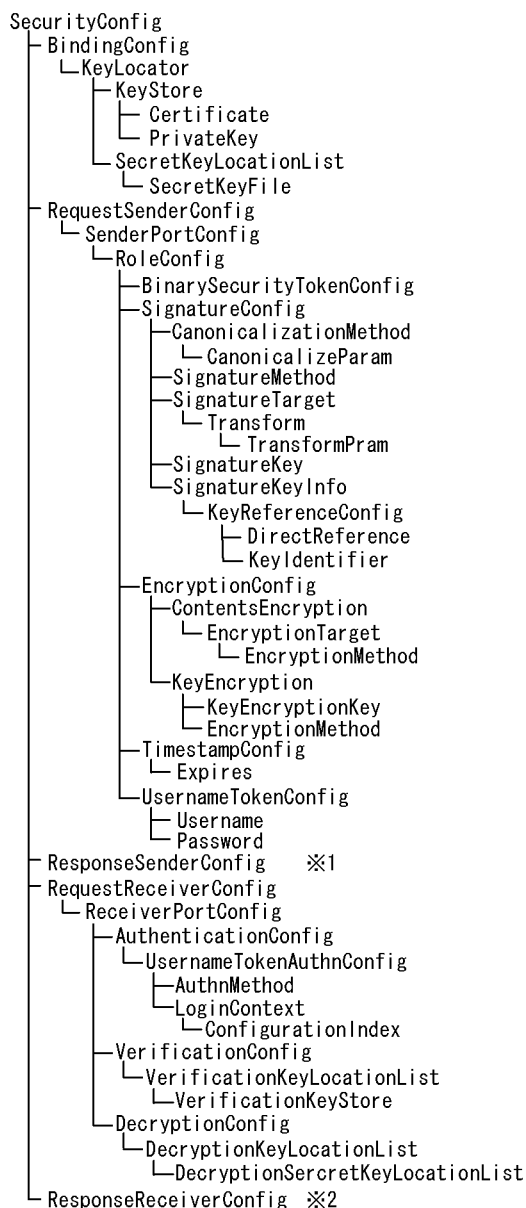 SecurityConfig
BindingConfig
KeyLocator
KeyStore
Certificate
PrivateKey
SecretKeyLocationList
SecretKeyFile
RequestSenderConfig
SenderPortConfig
RoleConfig
BinarySecurityTokenConfig
SignatureConfig
CanonicalizationMethod
CanonicalizeParam
SignatureMethod
SignatureTarget
Transform
TransformPram
SignatureKey
SignatureKeyInfo
KeyReferenceConfig
DirectReference
KeyIdentifier
EncryptionConfig
ContentsEncryption
EncryptionTarget
EncryptionMethod
KeyEncryption
KeyEncryptionKey
EncryptionMethod
TimestampConfig
Expires
UsernameTokenConfig
Username
Password
ResponseSenderConfig ※1
RequestReceiverConfig
ReceiverPortConfig
AuthenticationConfig
UsernameTokenAuthnConfig
AuthnMethod
LoginContext
ConfigurationIndex
VerificationConfig
VerificationKeyLocationList
VerificationKeyStore
DecryptionConfig
DecryptionKeyLocationList
DecryptionSercretKeyLocationList
ResponseReceiverConfig ※2